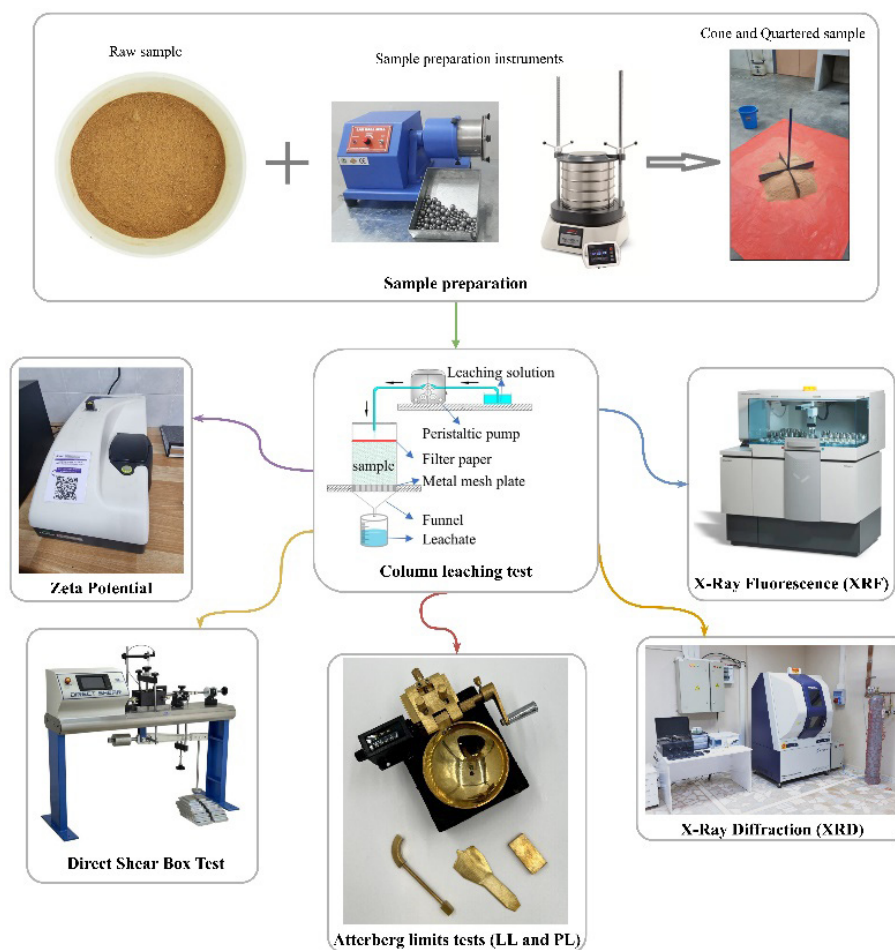 Raw sample
Sample preparation instruments
Cone and Quartered sample
Sample preparation
Leaching solution
Peristaltic pump
Filter paper
sample
Metal mesh plate
Funnel
Leachate
Column leaching test
Zeta Potential
X-Ray Fluorescence (XRF)
DIRECT SHEAR
Direct Shear Box Test
Atterberg limits tests (LL and PL)
X-Ray Diffraction (XRD)